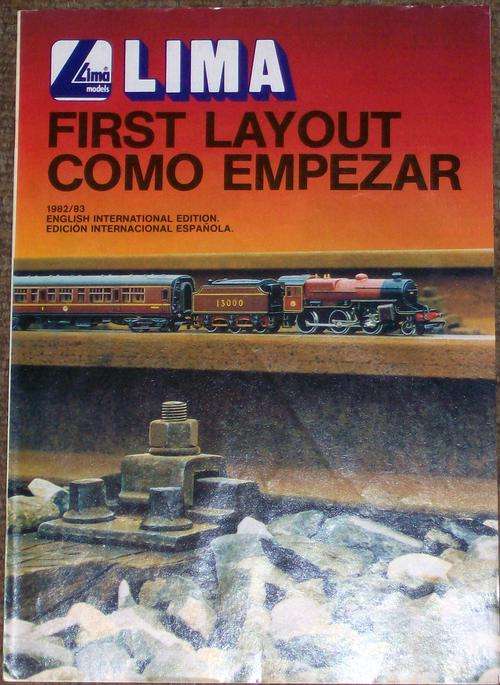 Lima
models
LIMA
FIRST LAYOUT
COMO EMPEZAR
1982/83
ENGLISH INTERNATIONAL EDITION.
EDICIÓN INTERNACIONAL ESPAÑOLA.
13000